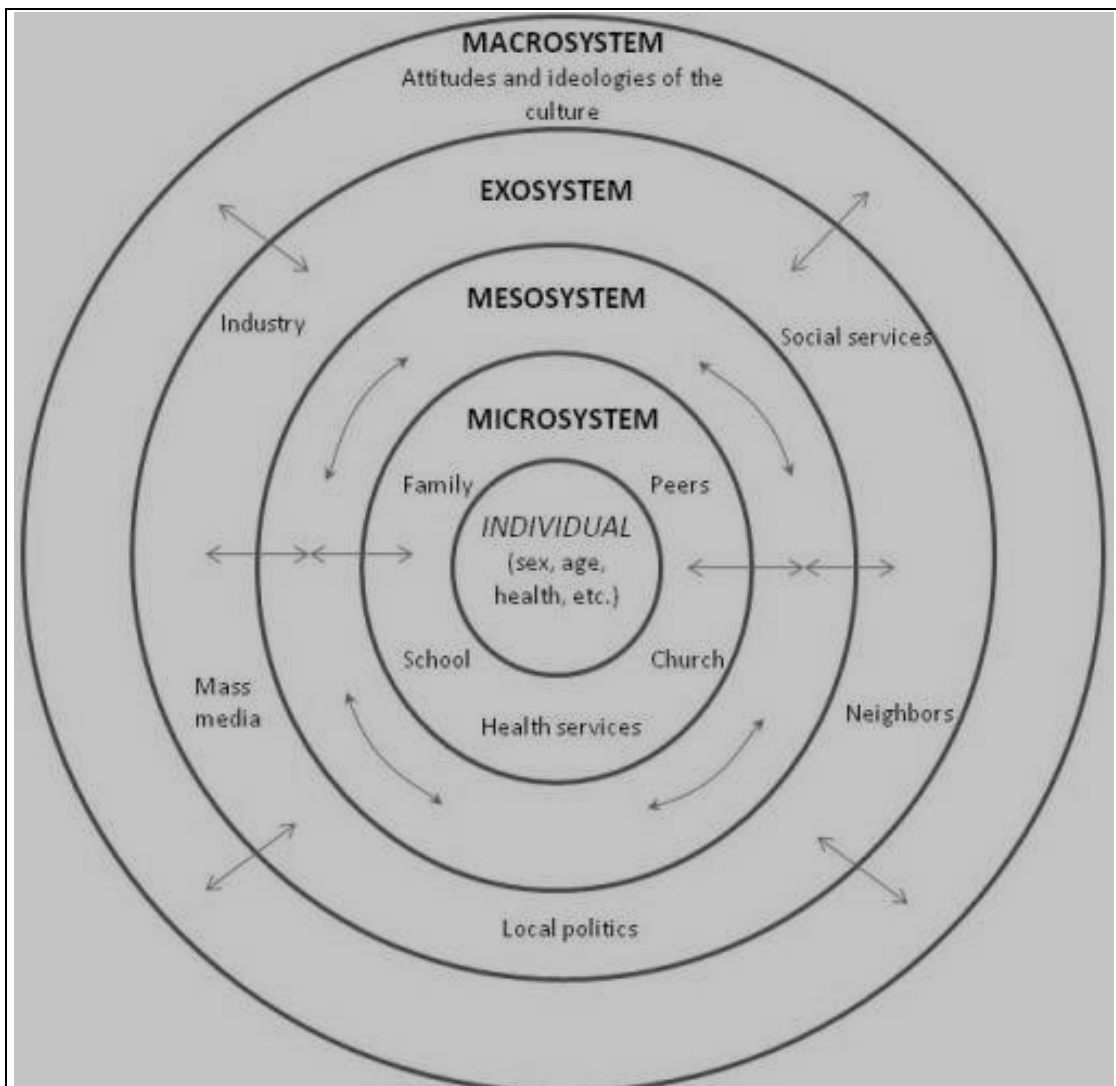 MACROSYSTEM
Attitudes and ideologies of the
culture
EXOSYSTEM
MESOSYSTEM
Industry
Social services
MICROSYSTEM
Family
Peers
INDIVIDUAL
(sex, age,
health, etc.)
School
Church
Mass
media
Neighbors
Health services
Local politics